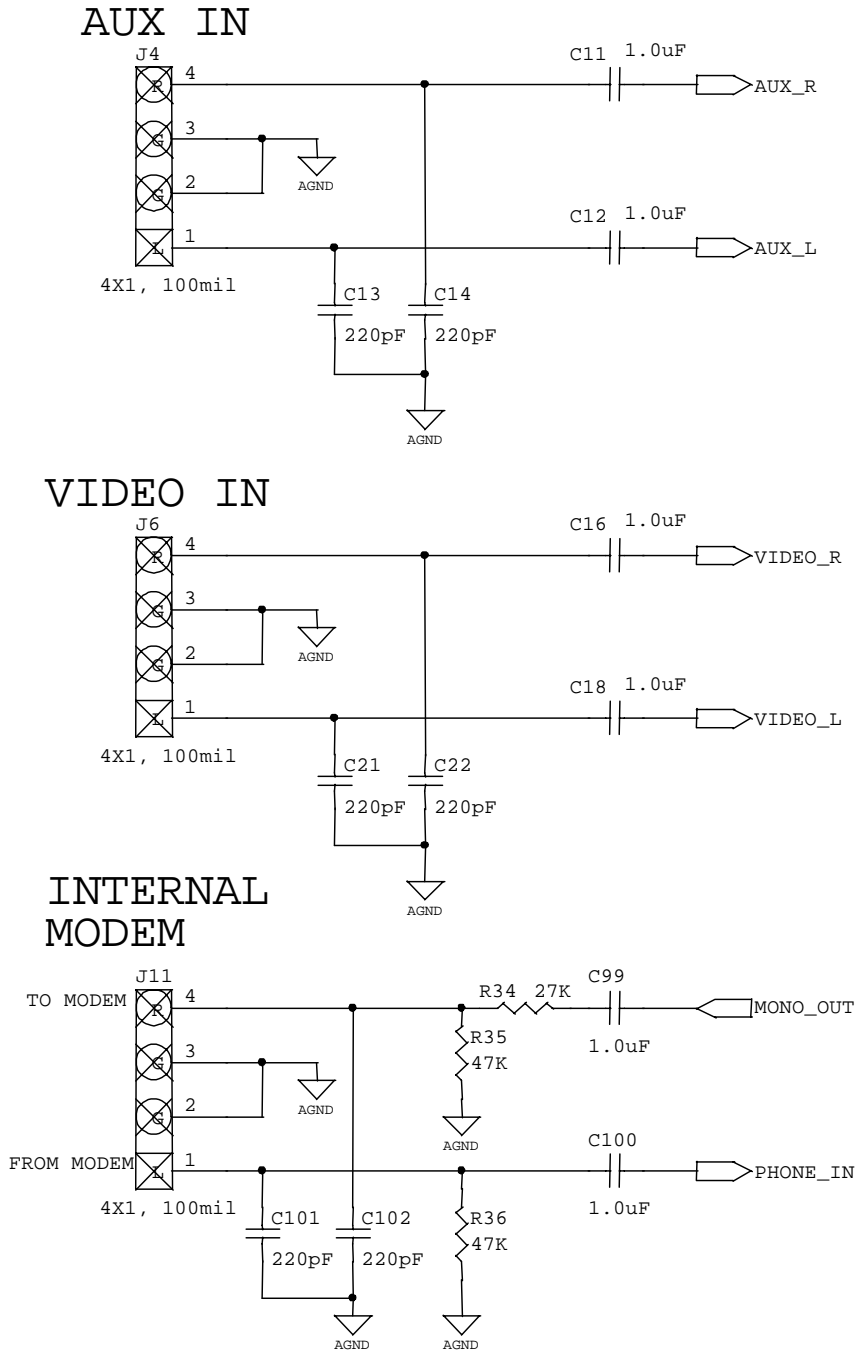 AUX IN
J4
R 4 C11 1.0uF AUX_R
G 3
AGND
G 2
L 1 C12 1.0uF AUX_L
4X1, 100mil
C13 C14
220pF 220pF
AGND
VIDEO IN
J6
R 4 C16 1.0uF VIDEO_R
G 3
AGND
G 2
L 1 C18 1.0uF VIDEO_L
4X1, 100mil
C21 C22
220pF 220pF
AGND
INTERNAL
MODEM
J11
TO MODEM R 4 R34 27K C99 MONO_OUT
1.0uF
R35
47K
G 3
AGND
G 2
AGND
FROM MODEM L 1 C100 PHONE_IN
1.0uF
4X1, 100mil
C101 C102 R36
220pF 220pF 47K
AGND AGND